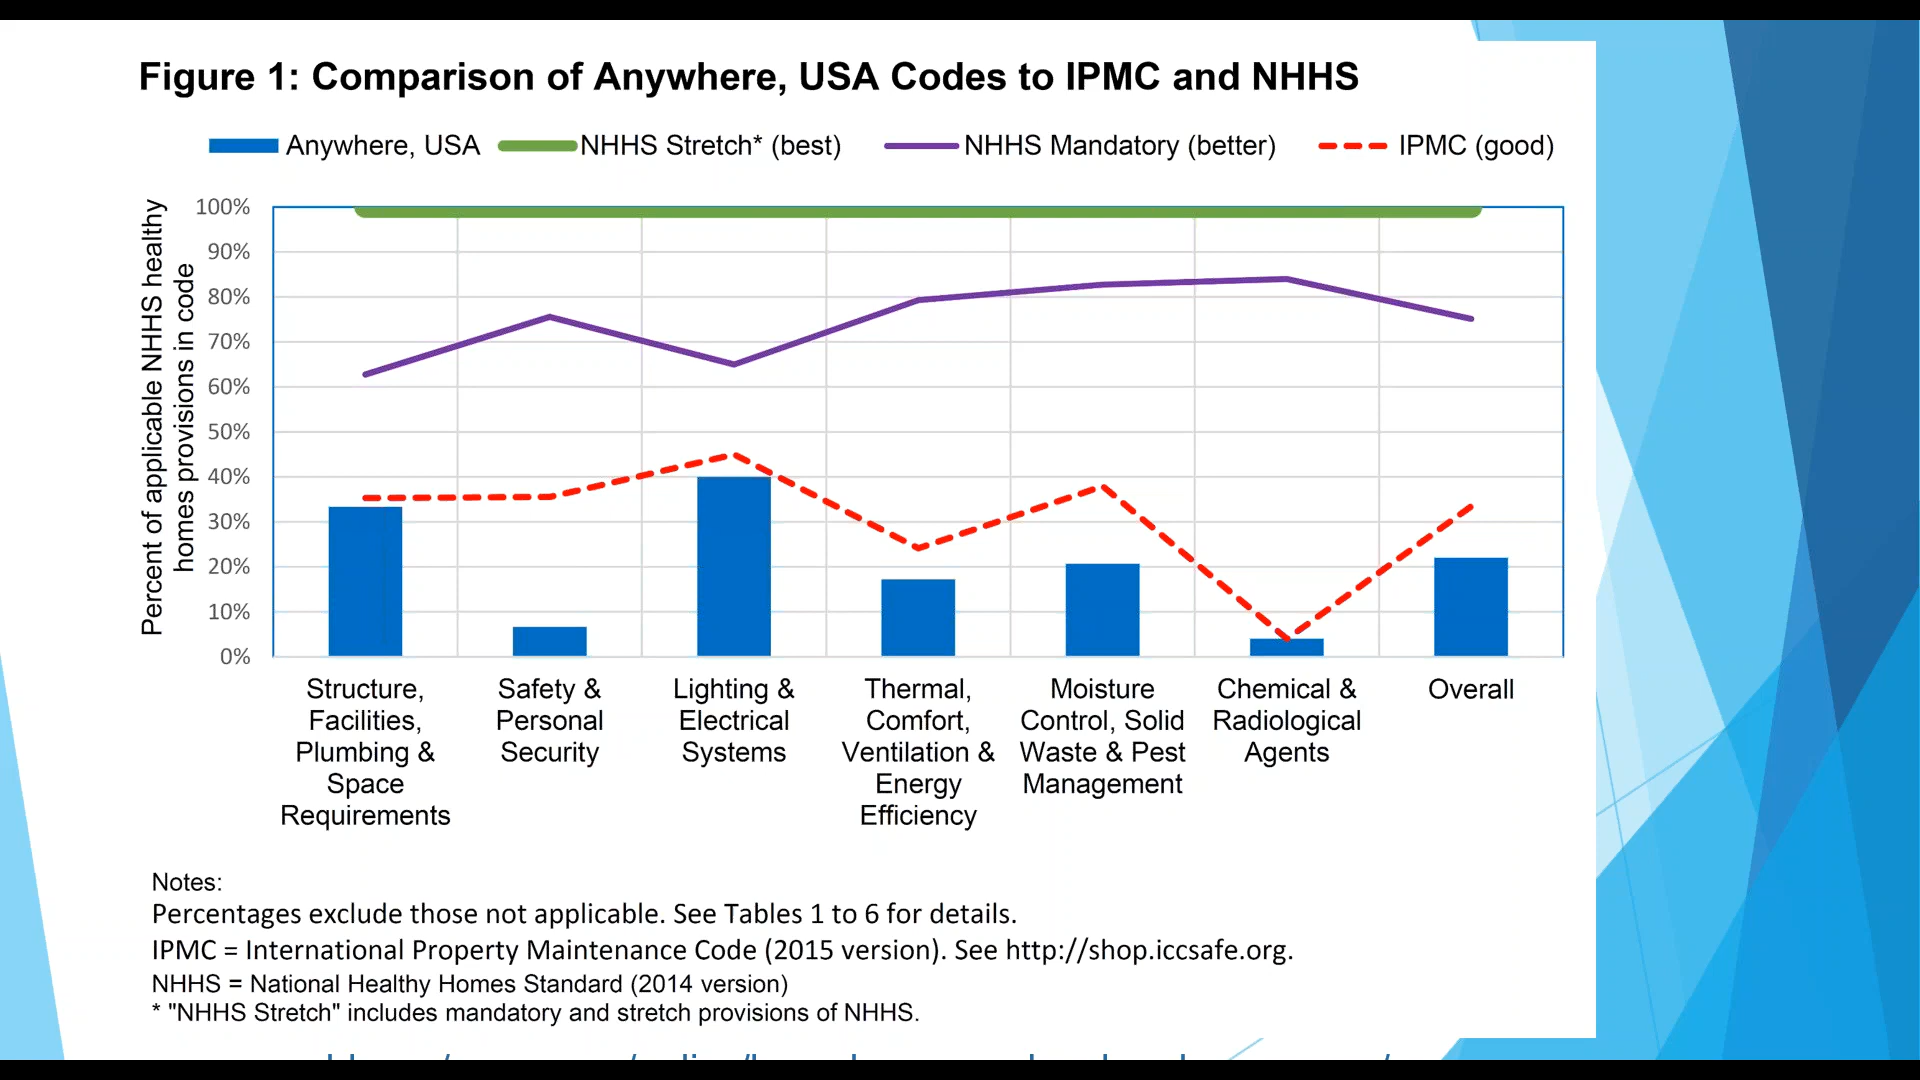 Figure 1: Comparison of Anywhere, USA Codes to IPMC and NHHS
Anywhere, USA NHHS Stretch* (best) NHHS Mandatory (better) IPMC (good)
Percent of applicable NHHS healthy
homes provisions in code
100%
90%
80%
70%
60%
50%
40%
30%
20%
10%
0%
Structure,
Facilities,
Plumbing &
Space
Requirements
Safety &
Personal
Security
Lighting &
Electrical
Systems
Thermal,
Comfort,
Ventilation &
Energy
Efficiency
Moisture
Control, Solid
Waste & Pest
Management
Chemical &
Radiological
Agents
Overall
Notes:
Percentages exclude those not applicable. See Tables 1 to 6 for details.
IPMC = International Property Maintenance Code (2015 version). See http://shop.iccsafe.org.
NHHS = National Healthy Homes Standard (2014 version)
* "NHHS Stretch" includes mandatory and stretch provisions of NHHS.